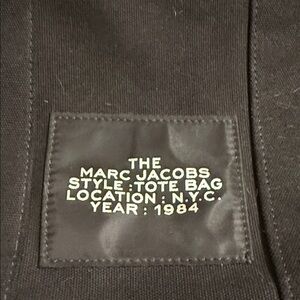 THE
MARC JACOBS
STYLE : TOTE BAG
LOCATION : N.Y.C.
YEAR : 1984